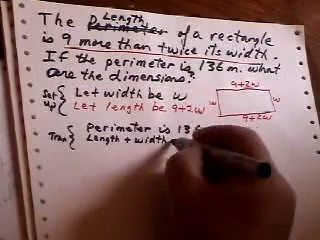 The Perimeter Length of a rectangle
is 9 more than twice its width.
If the perimeter is 136 m. what
are the dimensions?
Set up { Let width be w
Let length be 9+2w
9+2w
w
w
9+2w
Tran { perimeter is 136
Length + width